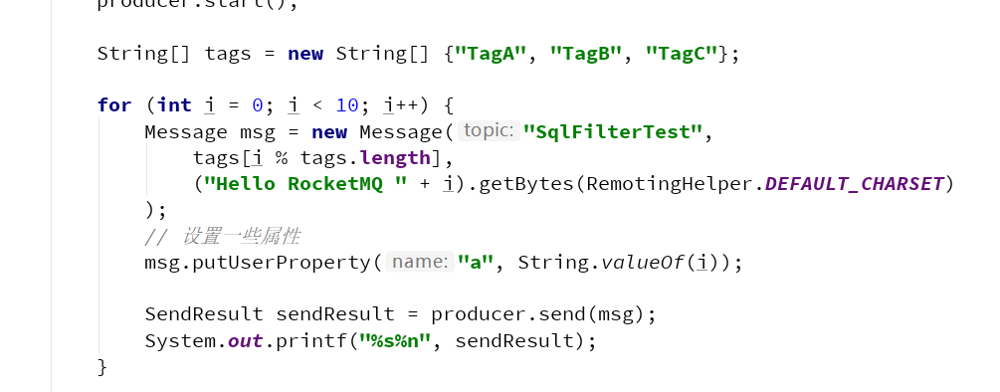 producer.start();
String[] tags = new String[] {"TagA", "TagB", "TagC"};
for (int i = 0; i < 10; i++) {
Message msg = new Message( topic: "SqlFilterTest",
tags[i % tags.length],
("Hello RocketMQ " + i).getBytes(RemotingHelper.DEFAULT_CHARSET)
);
// 设置一些属性
msg.putUserProperty( name: "a", String.valueOf(i));
SendResult sendResult = producer.send(msg);
System.out.printf("%s%n", sendResult);
}